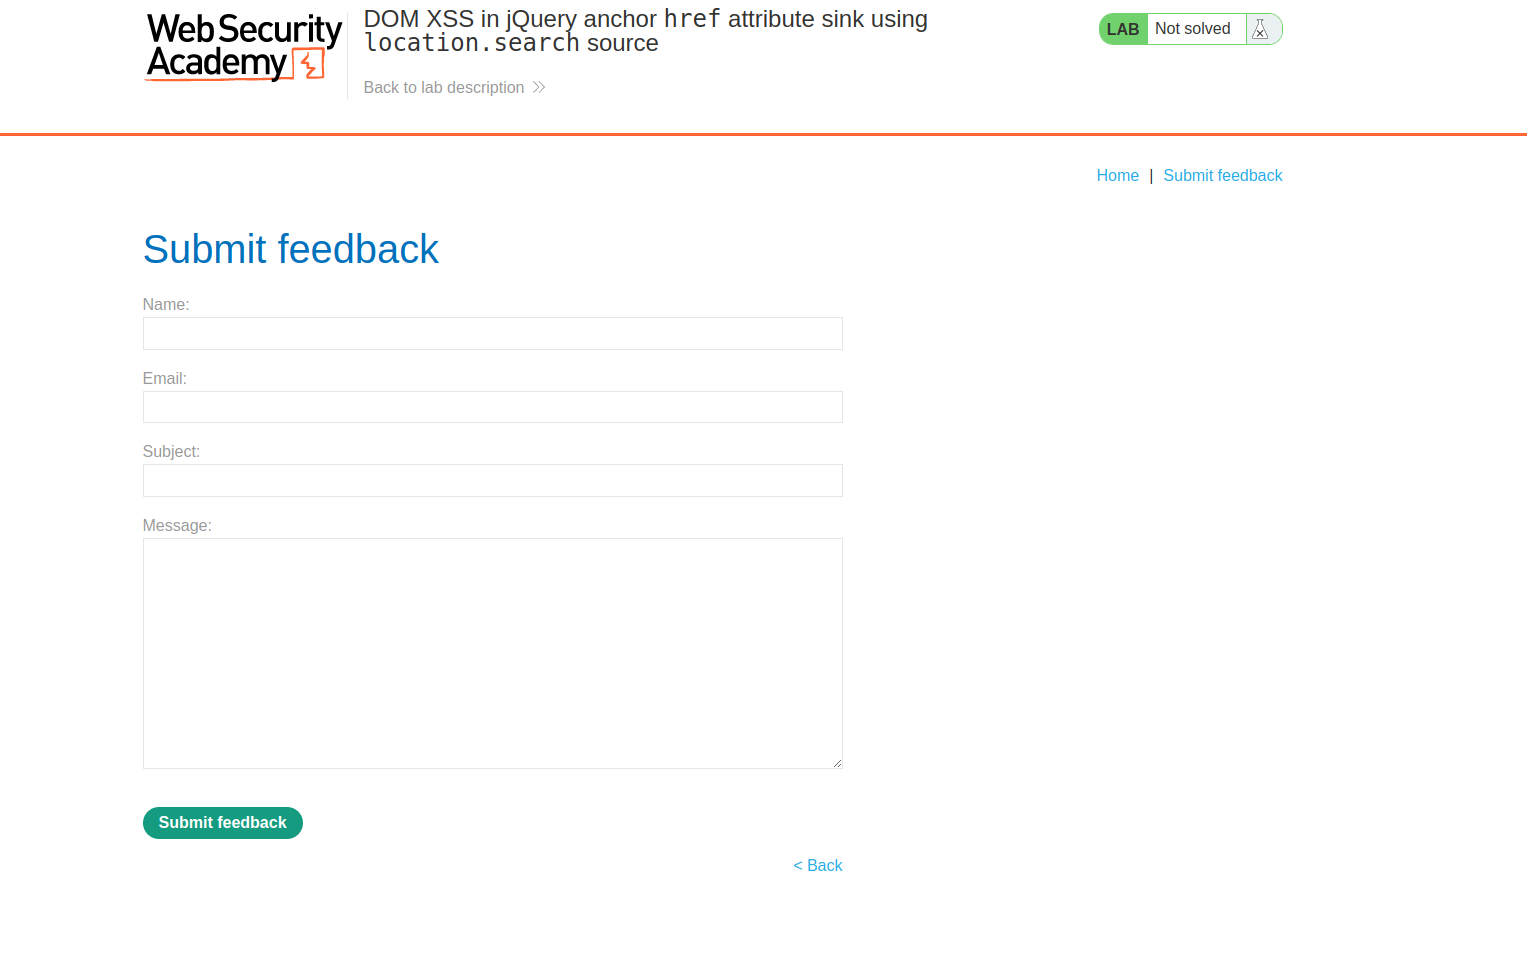 Web Security
Academy
DOM XSS in jQuery anchor href attribute sink using
location.search source
Back to lab description
LAB Not solved
Home | Submit feedback
Submit feedback
Name:
Email:
Subject:
Message:
Submit feedback
< Back